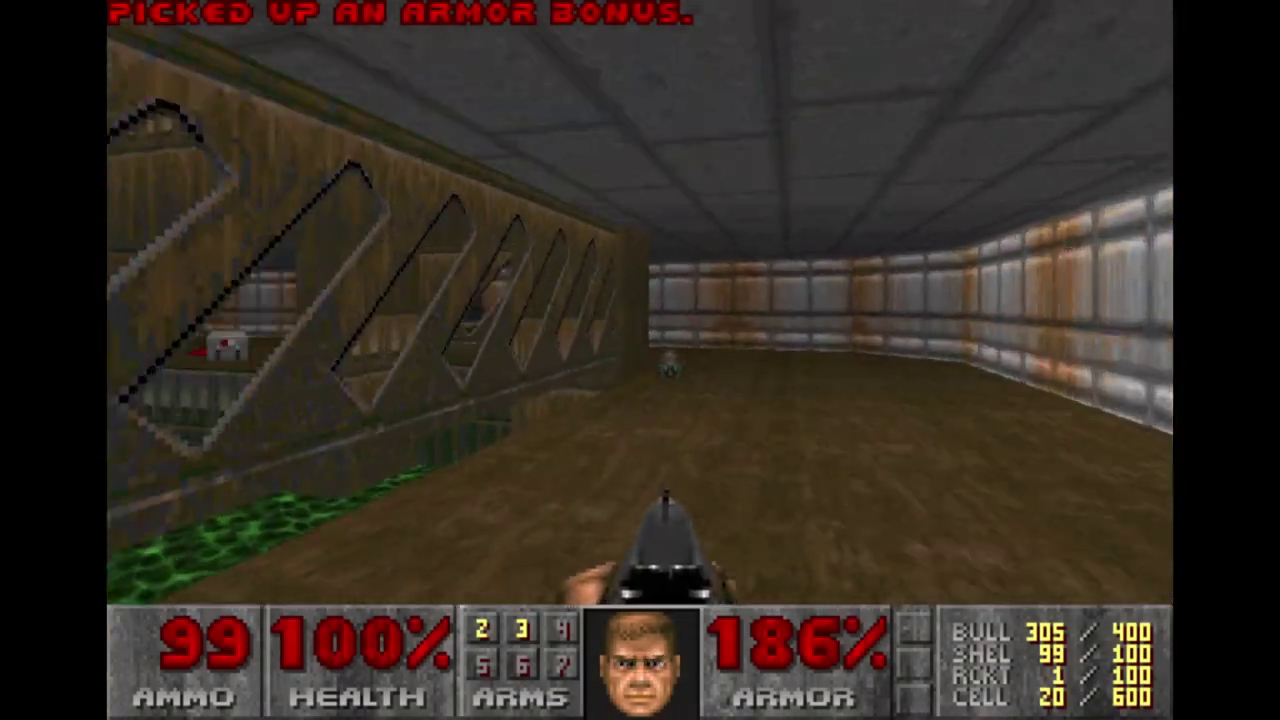 PICKED UP AN ARMOR BONUS.
99 100% 2 3 4 186% BULL 305 / 400
SHEL 99 / 100
5 6 7 RCKT 1 / 100
AMMO HEALTH ARMS ARMOR CELL 20 / 600